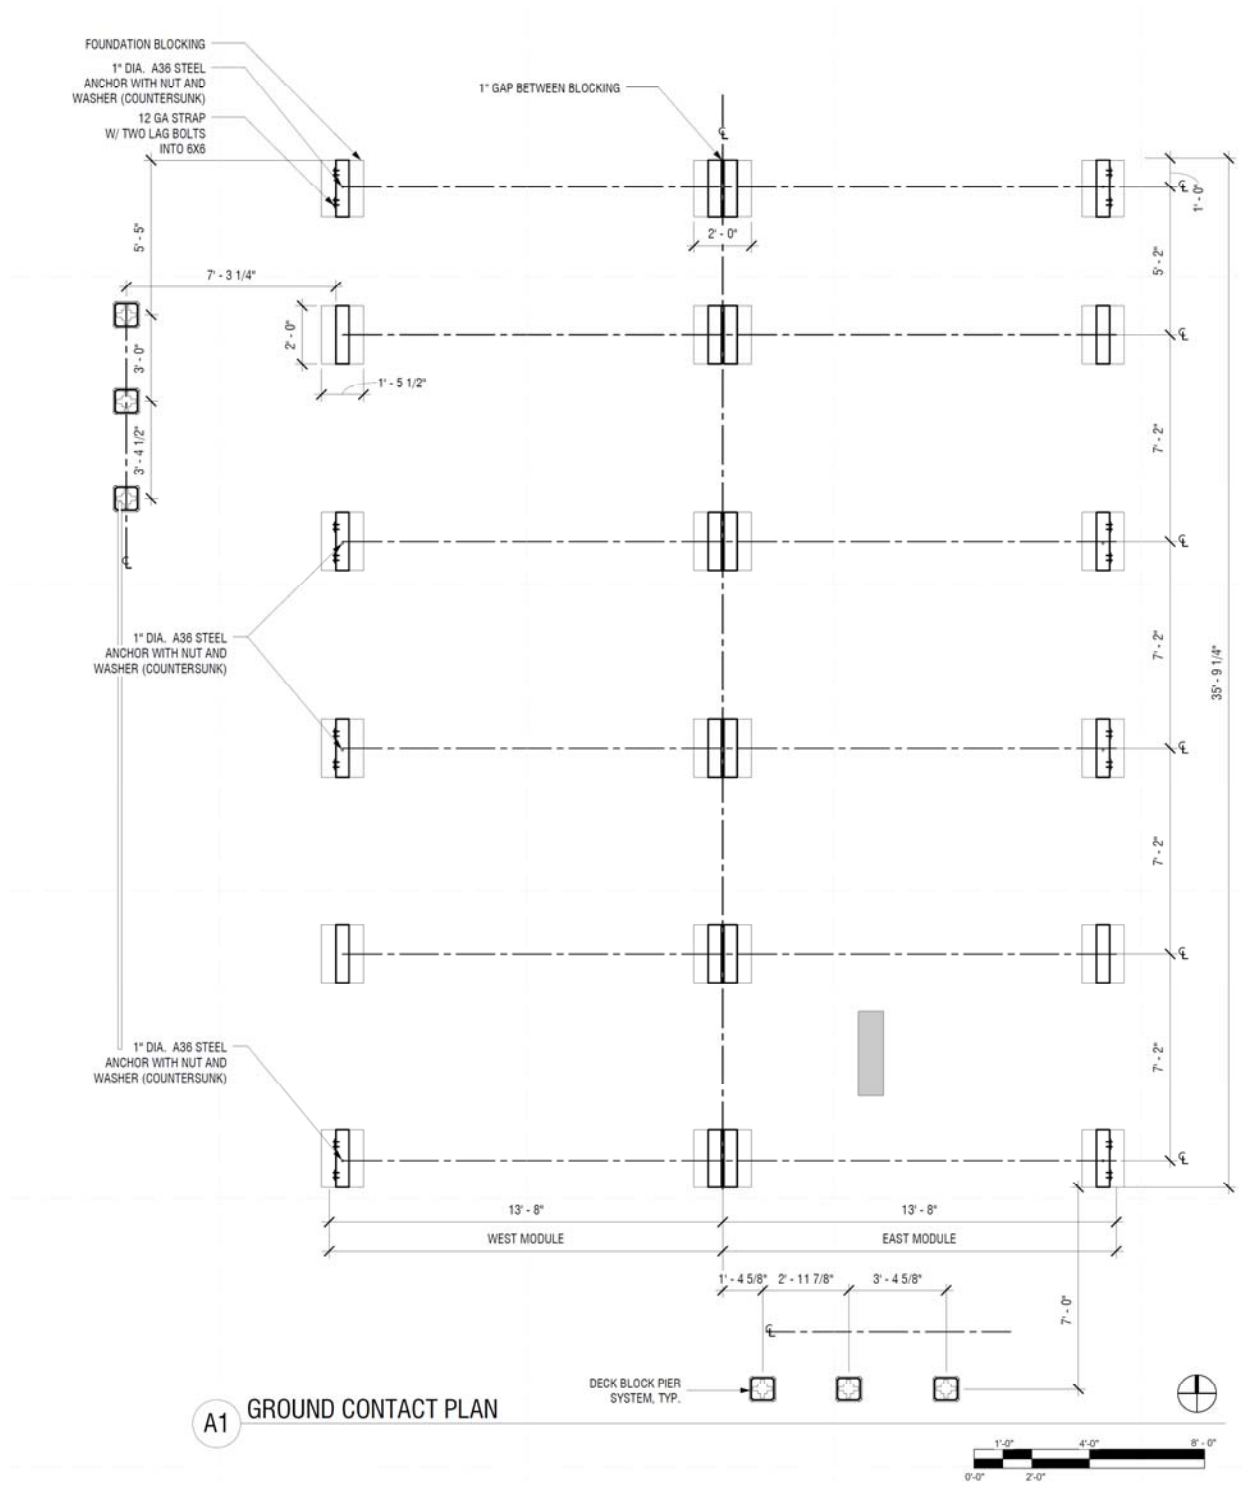 FOUNDATION BLOCKING
1" DIA. A36 STEEL
ANCHOR WITH NUT AND
WASHER (COUNTERSUNK)
12 GA STRAP
W/ TWO LAG BOLTS
INTO 6X6
1" GAP BETWEEN BLOCKING
℄
℄
1' - 0"
2' - 0"
5' - 5"
5' - 2"
7' - 3 1/4"
2' - 0"
℄
3' - 0"
1' - 5 1/2"
3' - 4 1/2"
7' - 2"
℄
℄
1" DIA. A36 STEEL
ANCHOR WITH NUT AND
WASHER (COUNTERSUNK)
7' - 2"
35' - 9 1/4"
℄
7' - 2"
℄
1" DIA. A36 STEEL
ANCHOR WITH NUT AND
WASHER (COUNTERSUNK)
7' - 2"
℄
13' - 8"
13' - 8"
WEST MODULE
EAST MODULE
1' - 4 5/8"
2' - 11 7/8"
3' - 4 5/8"
7' - 0"
℄
DECK BLOCK PIER
SYSTEM, TYP.
A1
GROUND CONTACT PLAN
1'-0"
4'-0"
8' - 0"
0'-0"
2'-0"